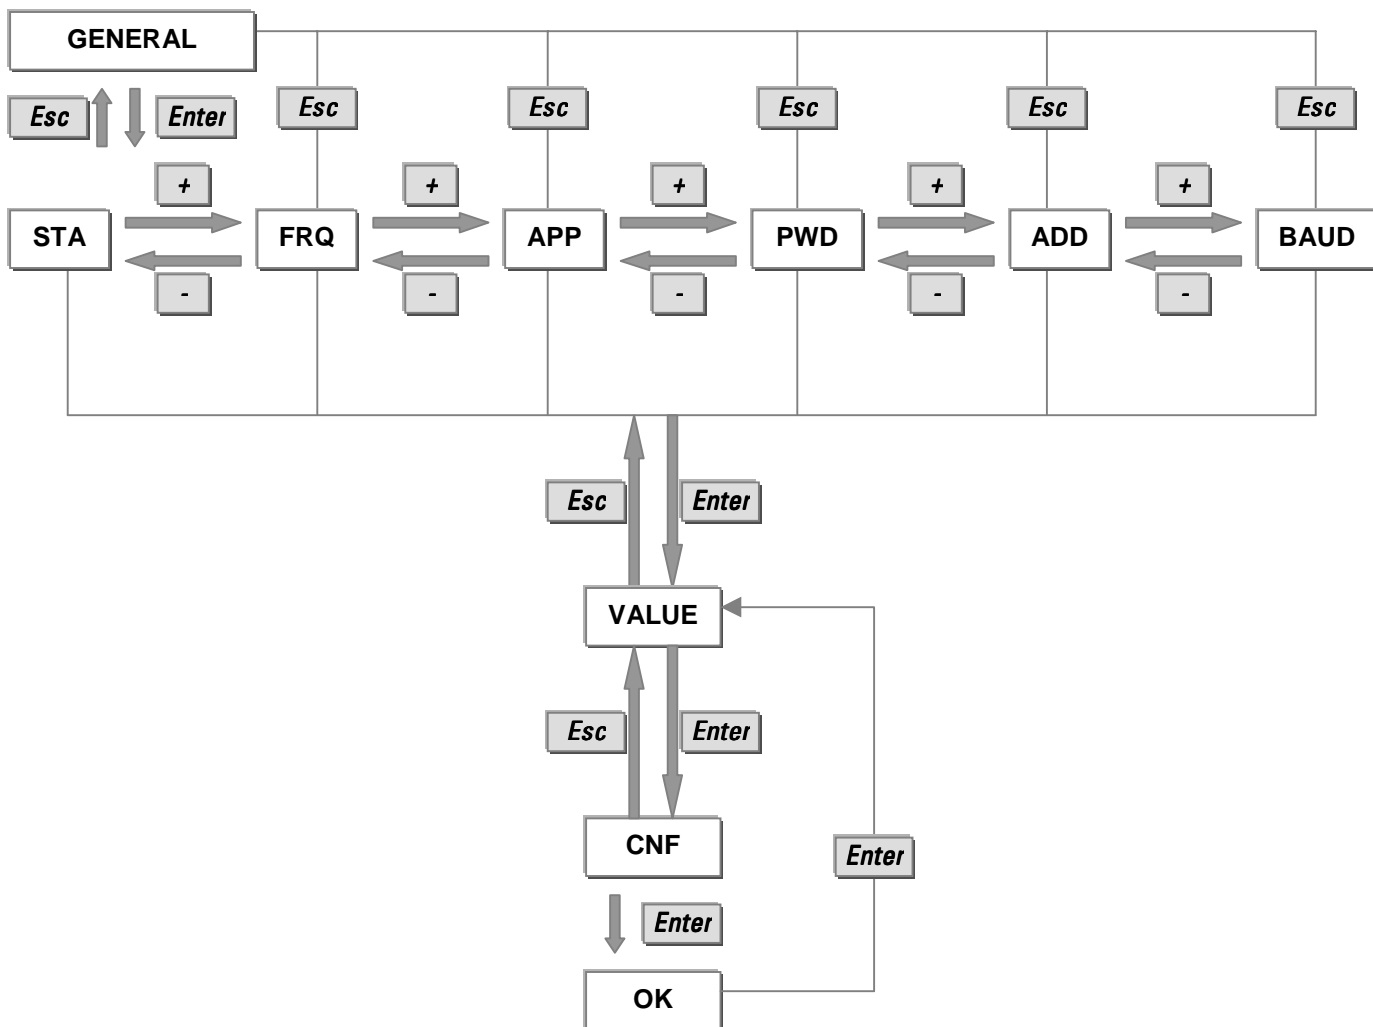 GENERAL
Esc Enter Esc Esc Esc Esc Esc
+ + + + +
STA FRQ APP PWD ADD BAUD
- - - - -
Esc Enter
VALUE
Esc Enter
CNF
Enter
Enter
OK